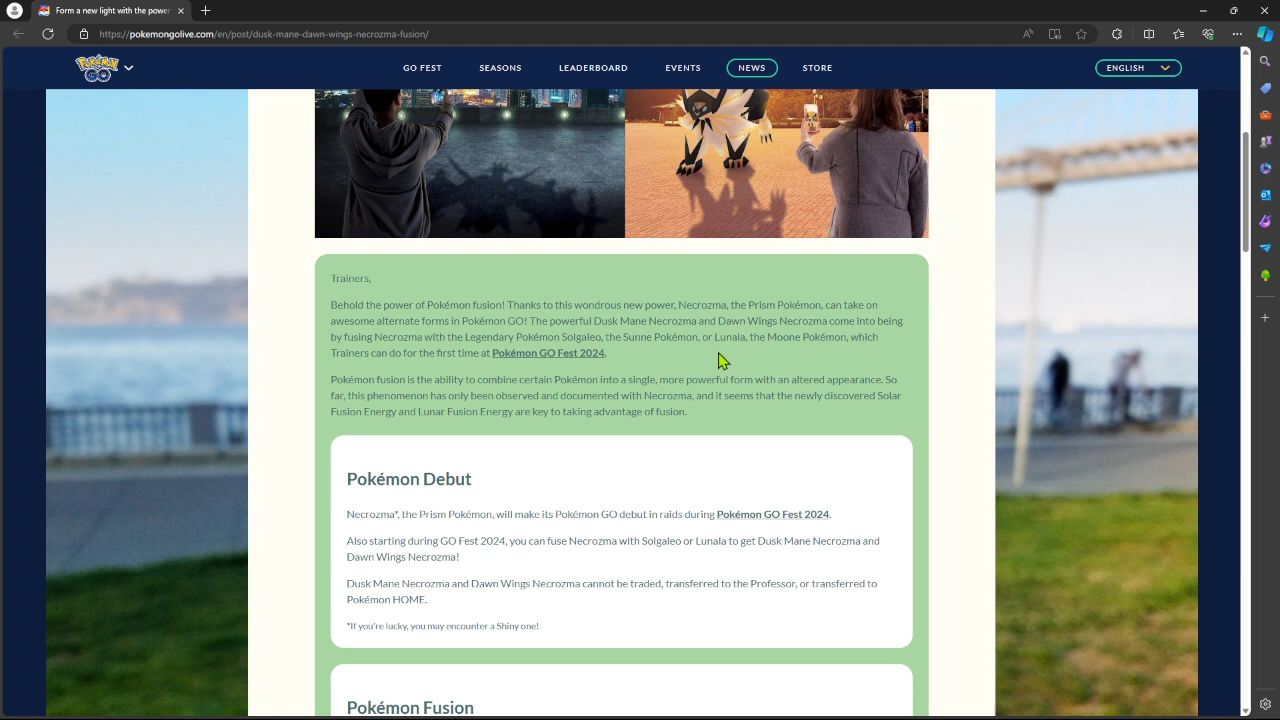 Form a new light with the power
https://pokemongolive.com/en/post/dusk-mane-dawn-wings-necrozma-fusion/
Pokémon GO
GO FEST
SEASONS
LEADERBOARD
EVENTS
NEWS
STORE
ENGLISH
Trainers,
Behold the power of Pokémon fusion! Thanks to this wondrous new power, Necrozma, the Prism Pokémon, can take on
awesome alternate forms in Pokémon GO! The powerful Dusk Mane Necrozma and Dawn Wings Necrozma come into being
by fusing Necrozma with the Legendary Pokémon Solgaleo, the Sunne Pokémon, or Lunala, the Moone Pokémon, which
Trainers can do for the first time at Pokémon GO Fest 2024.
Pokémon fusion is the ability to combine certain Pokémon into a single, more powerful form with an altered appearance. So
far, this phenomenon has only been observed and documented with Necrozma, and it seems that the newly discovered Solar
Fusion Energy and Lunar Fusion Energy are key to taking advantage of fusion.
Pokémon Debut
Necrozma*, the Prism Pokémon, will make its Pokémon GO debut in raids during Pokémon GO Fest 2024.
Also starting during GO Fest 2024, you can fuse Necrozma with Solgaleo or Lunala to get Dusk Mane Necrozma and
Dawn Wings Necrozma!
Dusk Mane Necrozma and Dawn Wings Necrozma cannot be traded, transferred to the Professor, or transferred to
Pokémon HOME.
*If you're lucky, you may encounter a Shiny one!
Pokémon Fusion